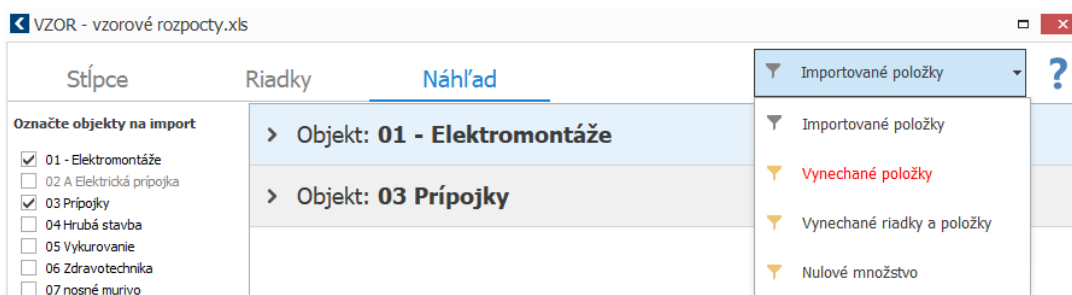 VZOR - vzorové rozpocty.xls
Stĺpce
Riadky
Náhľad
Importované položky
?
Označte objekty na import
01 - Elektromontáže
02 A Elektrická prípojka
03 Prípojky
04 Hrubá stavba
05 Vykurovanie
06 Zdravotechnika
07 nosné murivo
Objekt: 01 - Elektromontáže
Objekt: 03 Prípojky
Importované položky
Vynechané položky
Vynechané riadky a položky
Nulové množstvo